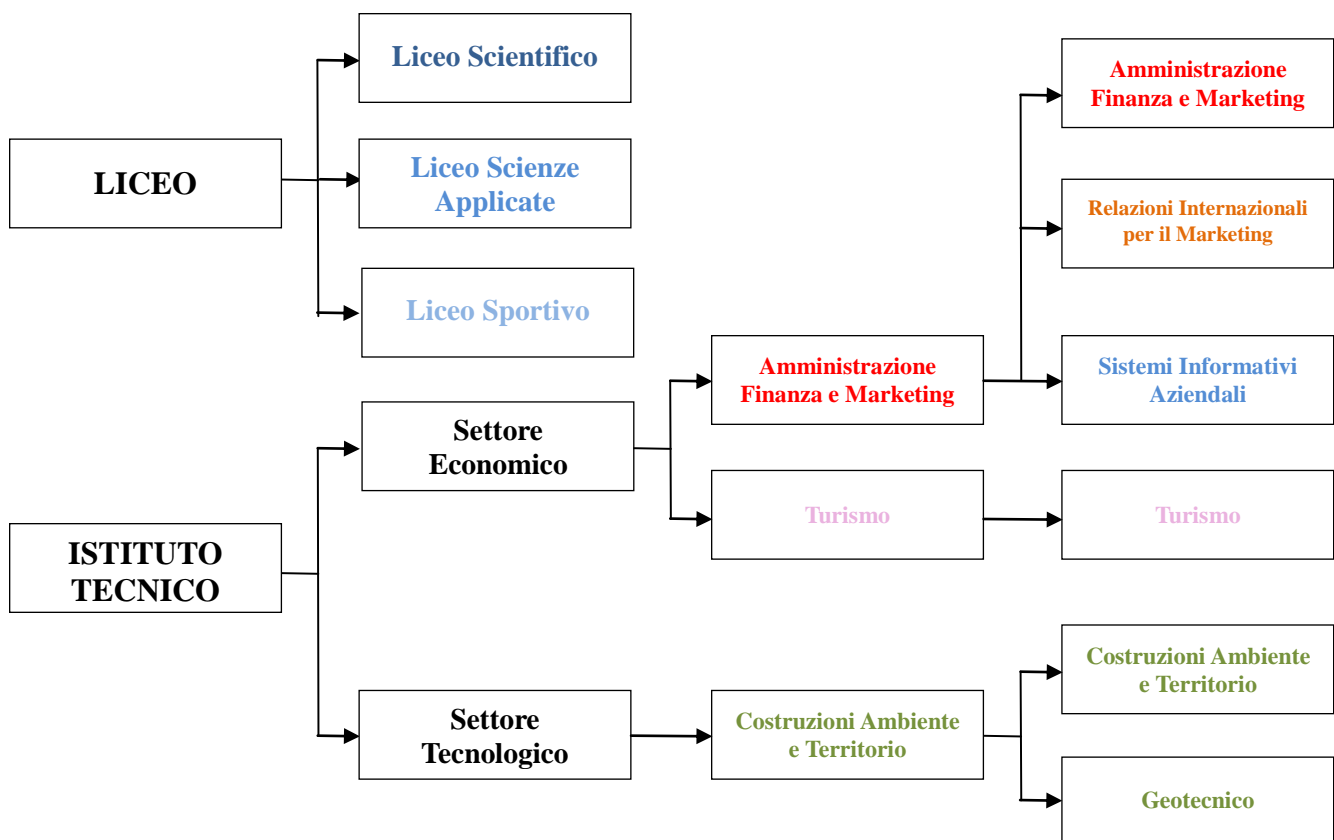 Liceo Scientifico
LICEO
Liceo Scienze
Applicate
Liceo Sportivo
ISTITUTO
TECNICO
Settore
Economico
Amministrazione
Finanza e Marketing
Amministrazione
Finanza e Marketing
Relazioni Internazionali
per il Marketing
Sistemi Informativi
Aziendali
Turismo
Turismo
Settore
Tecnologico
Costruzioni Ambiente
e Territorio
Costruzioni Ambiente
e Territorio
Geotecnico